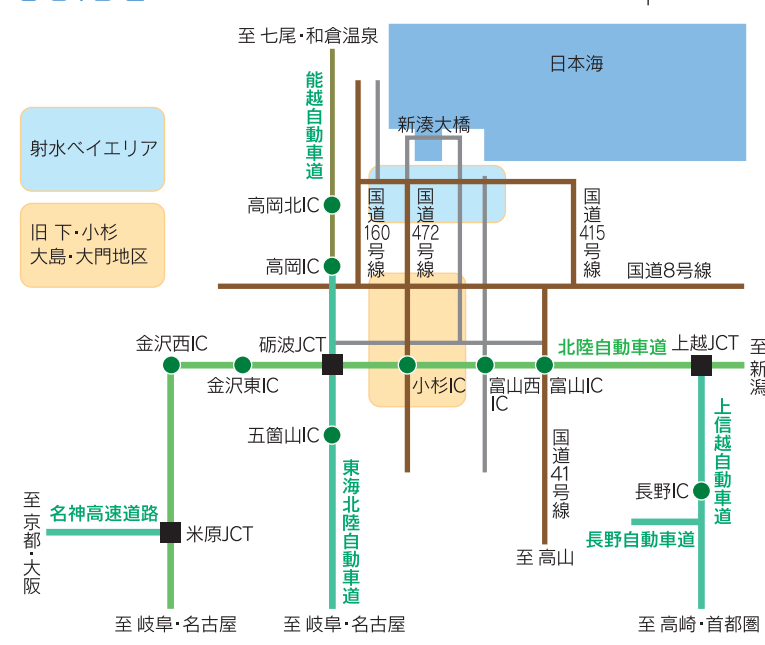 至 七尾・和倉温泉
日本海
能越自動車道
新湊大橋
射水ベイエリア
高岡北IC
国道160号線
国道472号線
国道415号線
旧 下・小杉
大島・大門地区
高岡IC
国道8号線
金沢西IC
砺波JCT
北陸自動車道
上越JCT
至 新潟
金沢東IC
小杉IC
富山西
IC
富山IC
五箇山IC
国道41号線
上信越自動車道
東海北陸自動車道
長野IC
至 京都・大阪
名神高速道路
米原JCT
長野自動車道
至 高山
至 岐阜・名古屋
至 岐阜・名古屋
至 高崎・首都圏